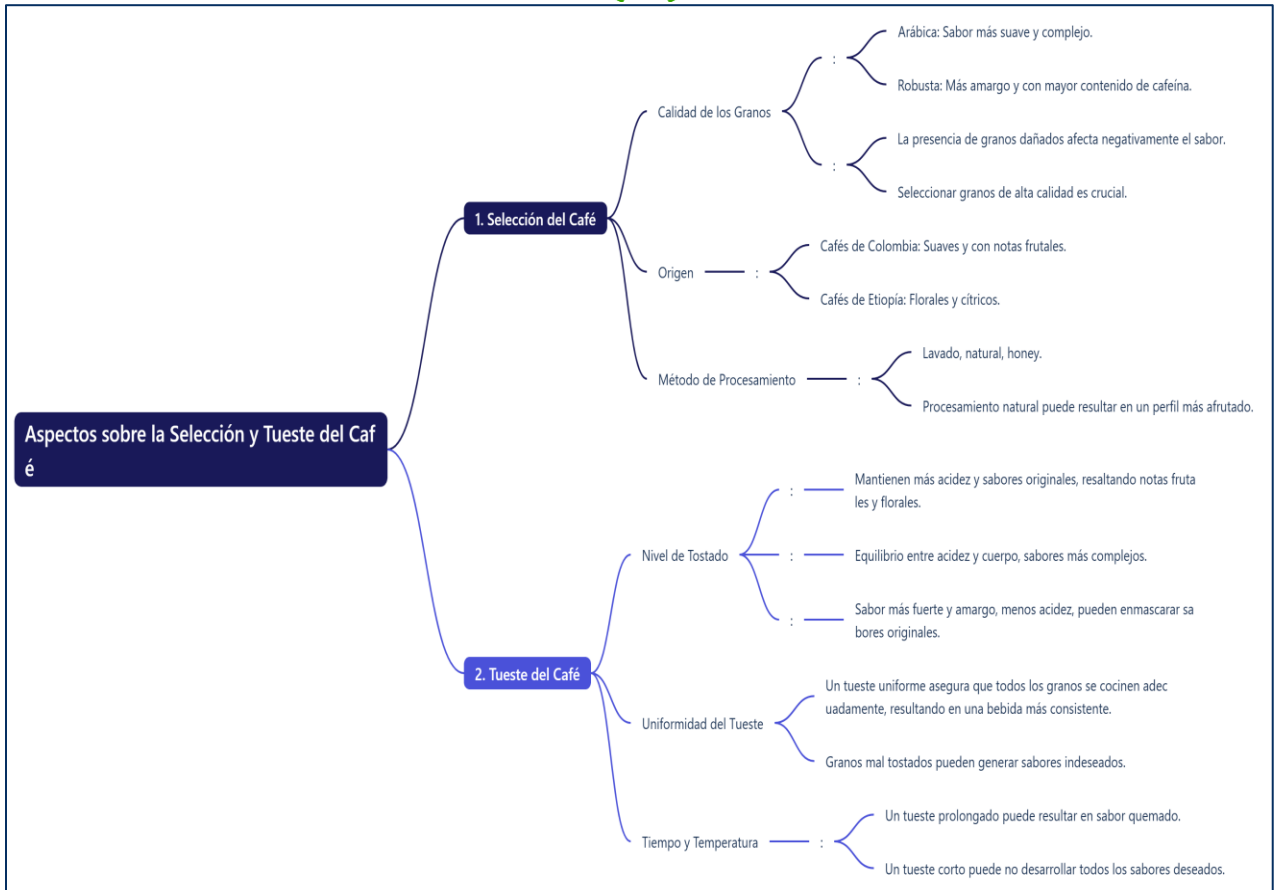 Aspectos sobre la Selección y Tueste del Caf
é
1. Selección del Café
Calidad de los Granos
:
Arábica: Sabor más suave y complejo.
Robusta: Más amargo y con mayor contenido de cafeína.
:
La presencia de granos dañados afecta negativamente el sabor.
Seleccionar granos de alta calidad es crucial.
Origen
:
Cafés de Colombia: Suaves y con notas frutales.
Cafés de Etiopía: Florales y cítricos.
Método de Procesamiento
:
Lavado, natural, honey.
Procesamiento natural puede resultar en un perfil más afrutado.
2. Tueste del Café
Nivel de Tostado
:
Mantienen más acidez y sabores originales, resaltando notas fruta
les y florales.
:
Equilibrio entre acidez y cuerpo, sabores más complejos.
:
Sabor más fuerte y amargo, menos acidez, pueden enmascarar sa
bores originales.
Uniformidad del Tueste
Un tueste uniforme asegura que todos los granos se cocinen adec
uadamente, resultando en una bebida más consistente.
Granos mal tostados pueden generar sabores indeseados.
Tiempo y Temperatura
:
Un tueste prolongado puede resultar en sabor quemado.
Un tueste corto puede no desarrollar todos los sabores deseados.